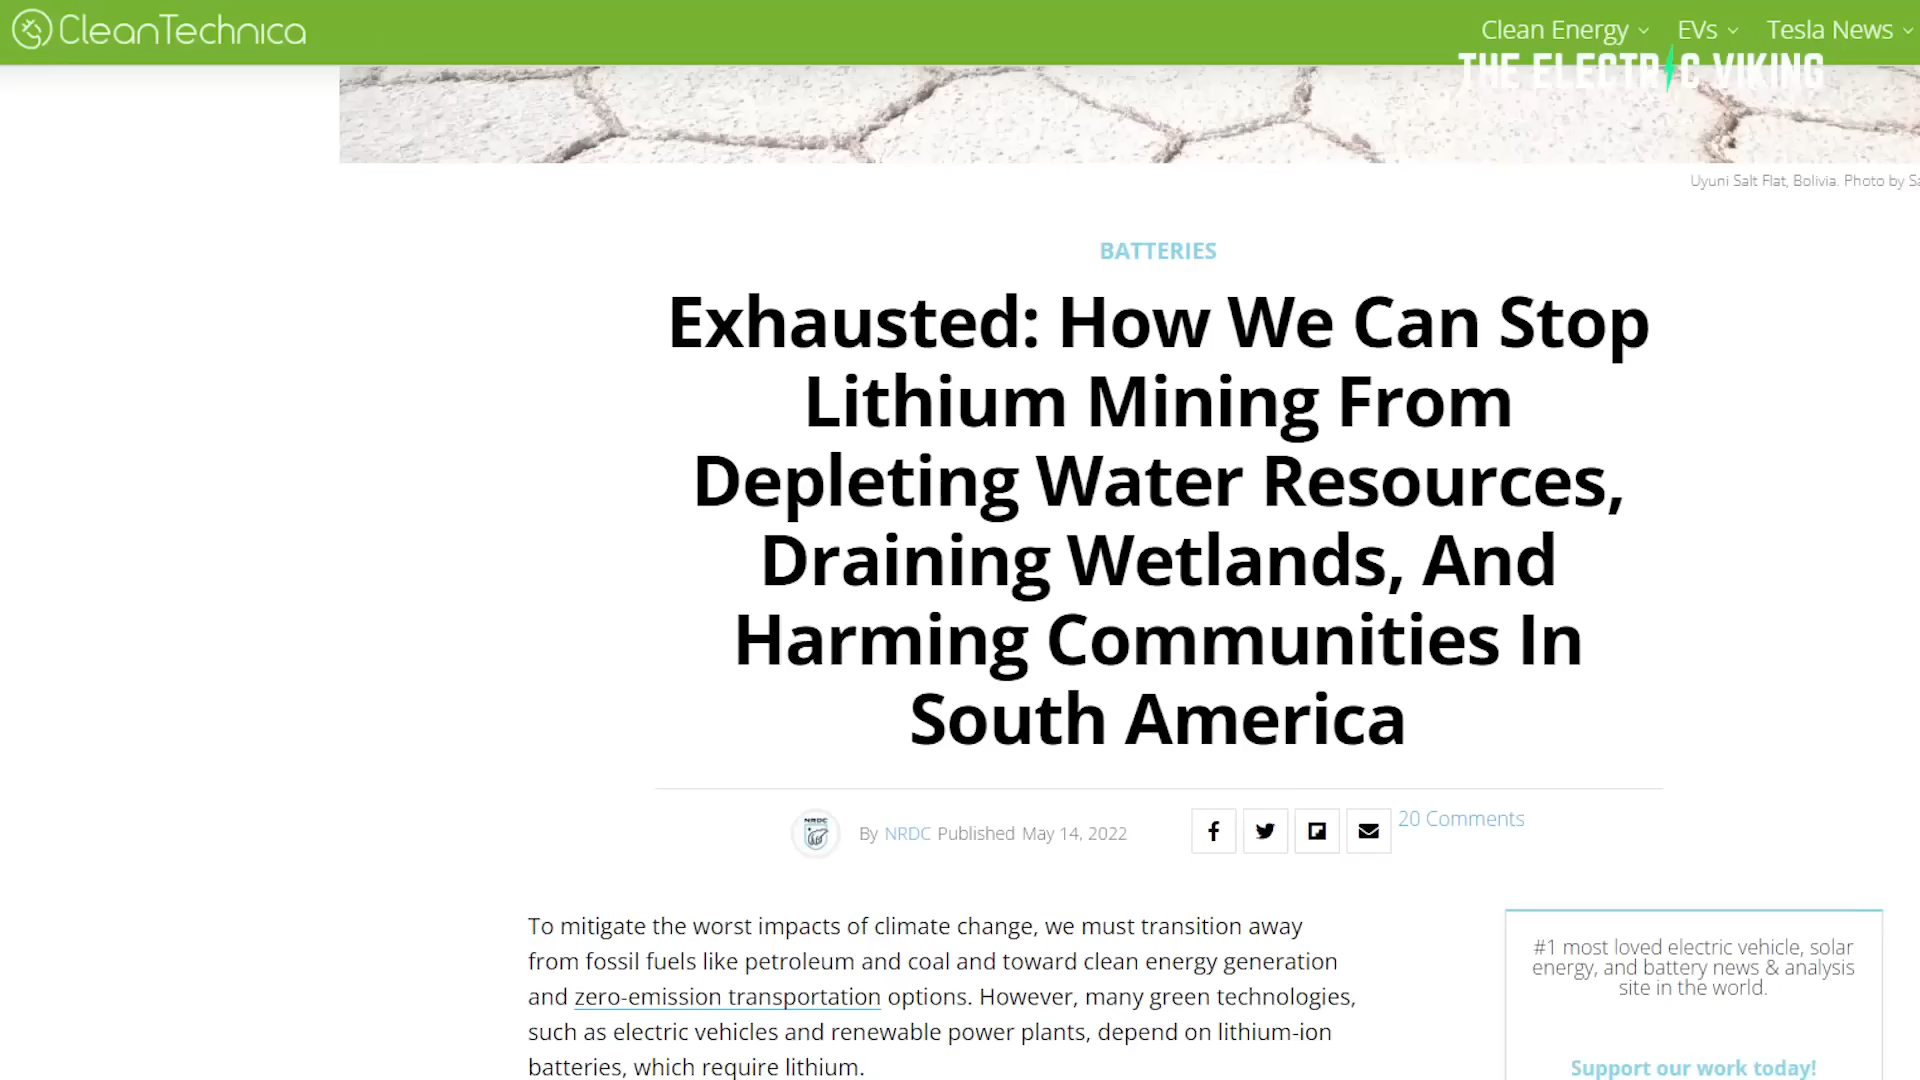 CleanTechnica
Clean Energy EVs Tesla News
THE ELECTRIC VIKING
Uyuni Salt Flat, Bolivia. Photo by
BATTERIES
Exhausted: How We Can Stop
Lithium Mining From
Depleting Water Resources,
Draining Wetlands, And
Harming Communities In
South America
NRDC
By NRDC Published May 14, 2022
20 Comments
To mitigate the worst impacts of climate change, we must transition away
from fossil fuels like petroleum and coal and toward clean energy generation
and zero-emission transportation options. However, many green technologies,
such as electric vehicles and renewable power plants, depend on lithium-ion
batteries, which require lithium.
#1 most loved electric vehicle, solar
energy, and battery news & analysis
site in the world.
Support our work today!